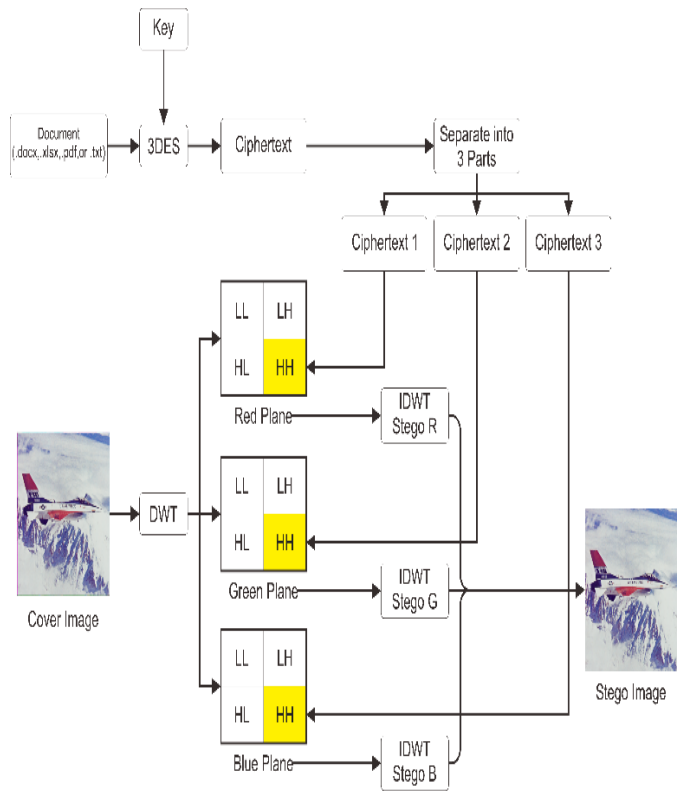 Key
Document
(.docx,.xlsx,.pdf,or .txt)
3DES
Ciphertext
Separate into
3 Parts
Ciphertext 1
Ciphertext 2
Ciphertext 3
LL
LH
HL
HH
Red Plane
IDWT
Stego R
Cover Image
DWT
LL
LH
HL
HH
Green Plane
IDWT
Stego G
Stego Image
LL
LH
HL
HH
Blue Plane
IDWT
Stego B